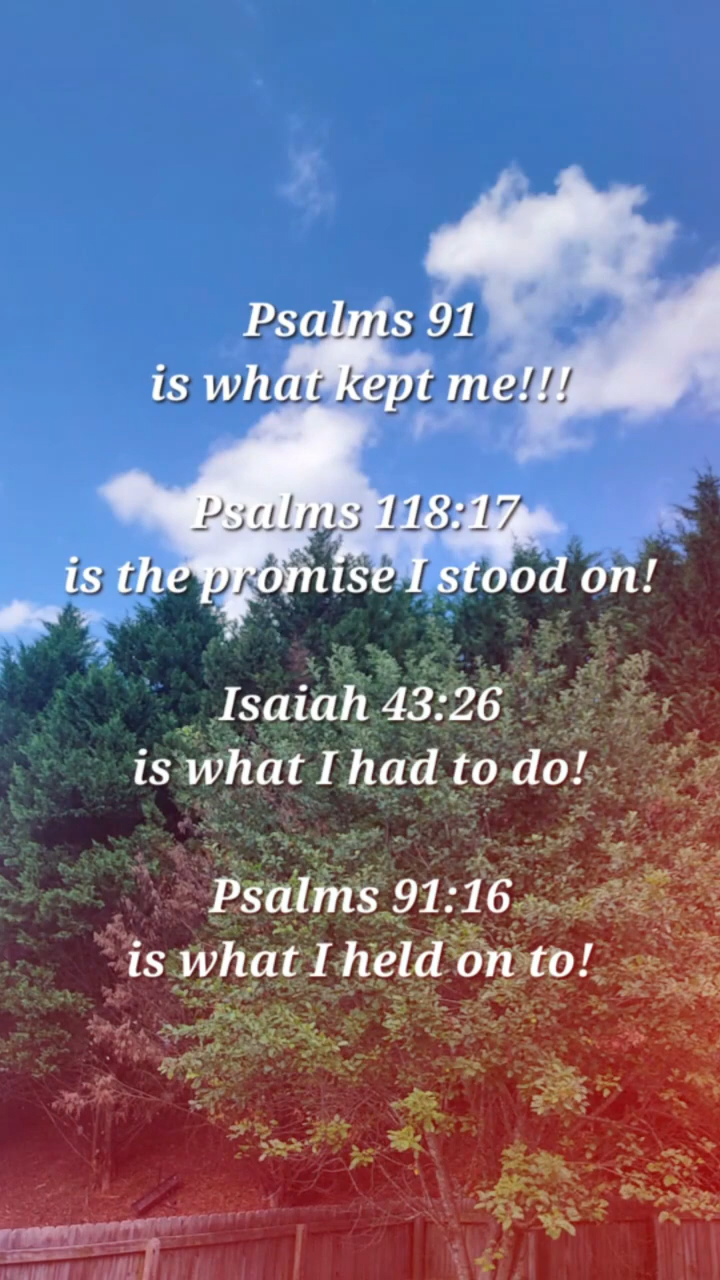 Psalms 91
is what kept me!!!
Psalms 118:17
is the promise I stood on!
Isaiah 43:26
is what I had to do!
Psalms 91:16
is what I held on to!